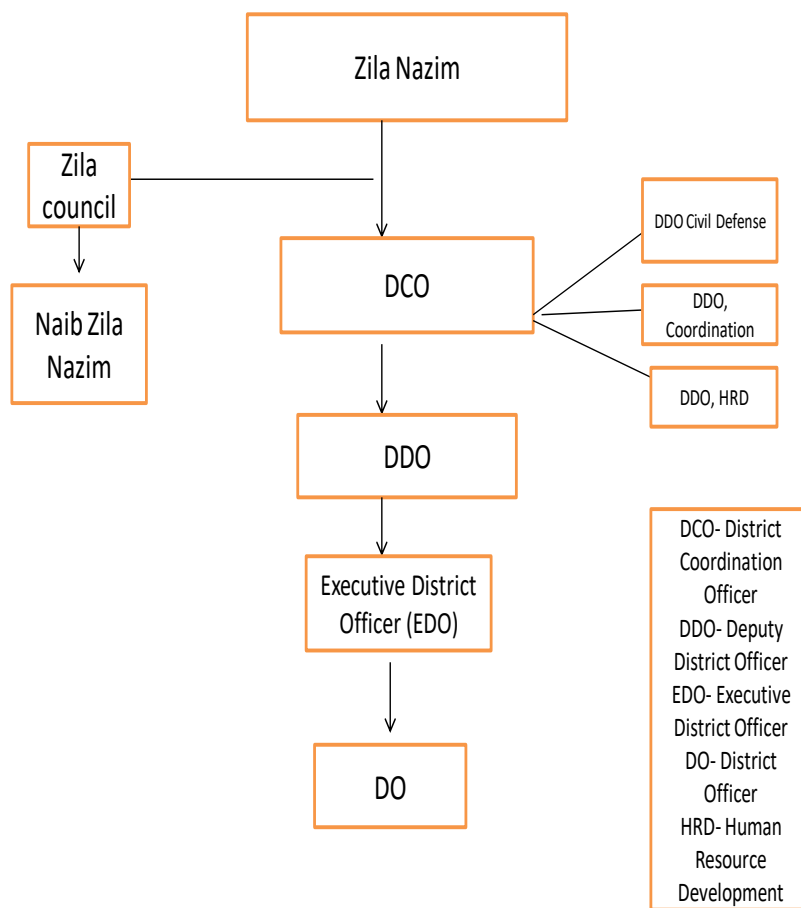 Zila Nazim
Zila
council
Naib Zila
Nazim
DCO
DDO Civil Defense
DDO,
Coordination
DDO, HRD
DDO
Executive District
Officer (EDO)
DO
DCO- District
Coordination
Officer
DDO- Deputy
District Officer
EDO- Executive
District Officer
DO- District
Officer
HRD- Human
Resource
Development